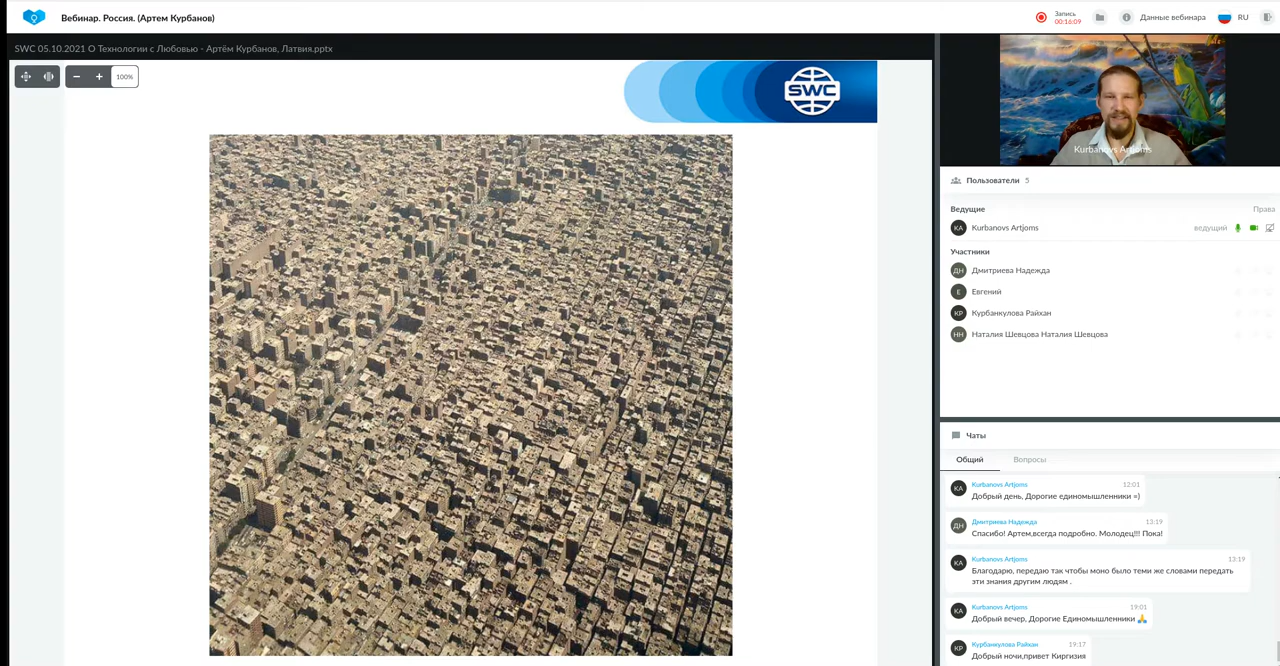 Вебинар. Россия. (Артем Курбанов)
Запись
00:16:09
Данные вебинара
RU
SWC 05.10.2021 О Технологии с Любовью - Артём Курбанов, Латвия.pptx
100%
SWC
Kurbanovs Artjoms
Пользователи 5
Ведущие
Права
KA Kurbanovs Artjoms
ведущий
Участники
ДН Дмитриева Надежда
Е Евгений
КР Курбанкулова Райхан
НН Наталия Шевцова Наталия Шевцова
Чаты
Общий
Вопросы
KA Kurbanovs Artjoms 12:01
Добрый день, Дорогие единомышленники =)
ДН Дмитриева Надежда 13:19
Спасибо! Артем,всегда подробно. Молодец!!! Пока!
KA Kurbanovs Artjoms 13:19
Благодарю, передаю так чтобы моно было теми же словами передать
эти знания другим людям .
KA Kurbanovs Artjoms 19:01
Добрый вечер, Дорогие Единомышленники 🙏
КР Курбанкулова Райхан 19:17
Добрый ночи,привет Киргизия